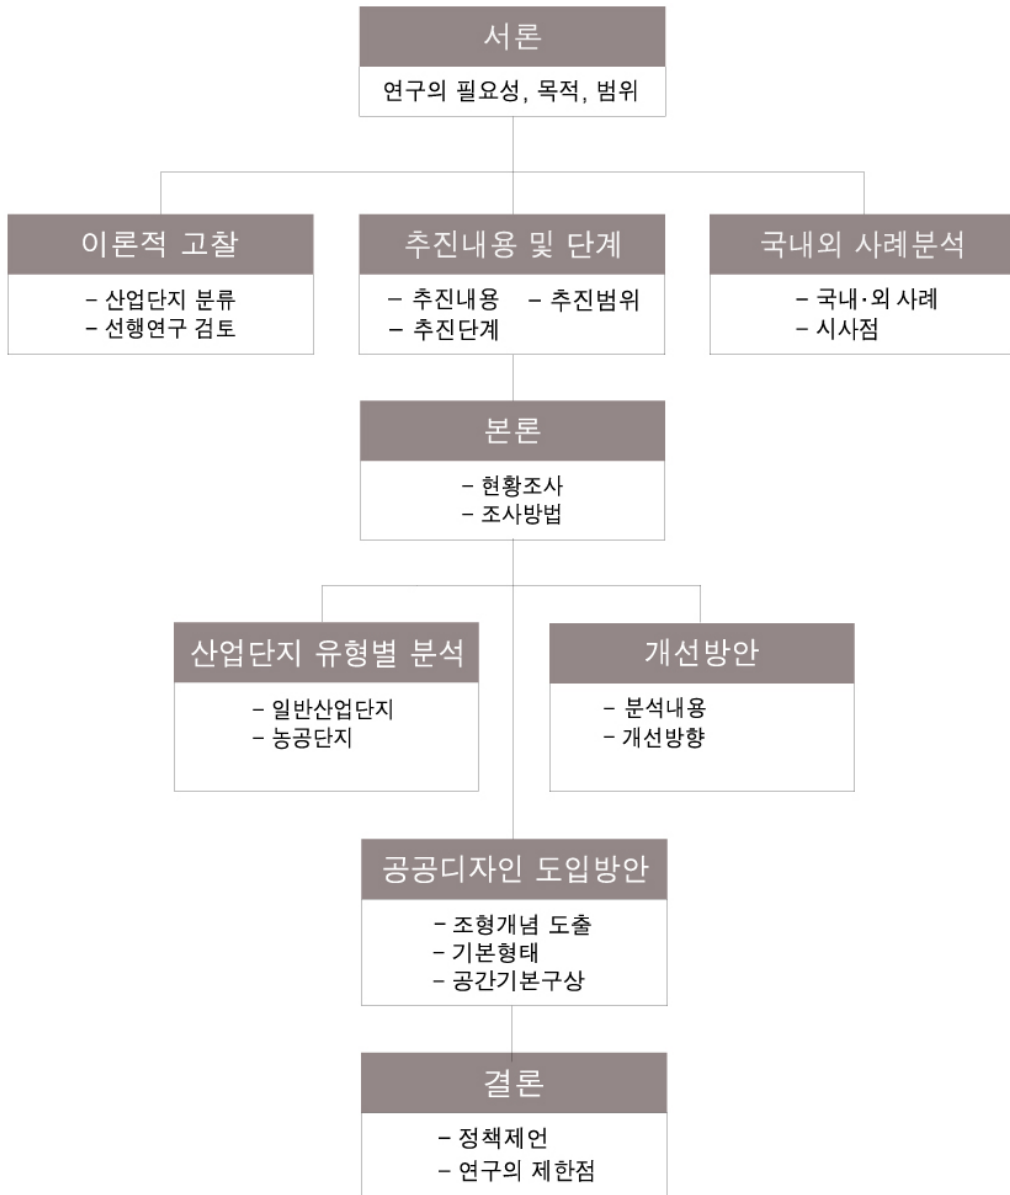 서론
연구의 필요성, 목적, 범위
이론적 고찰
- 산업단지 분류
- 선행연구 검토
추진내용 및 단계
- 추진내용 - 추진범위
- 추진단계
국내외 사례분석
- 국내·외 사례
- 시사점
본론
- 현황조사
- 조사방법
산업단지 유형별 분석
- 일반산업단지
- 농공단지
개선방안
- 분석내용
- 개선방향
공공디자인 도입방안
- 조형개념 도출
- 기본형태
- 공간기본구상
결론
- 정책제언
- 연구의 제한점